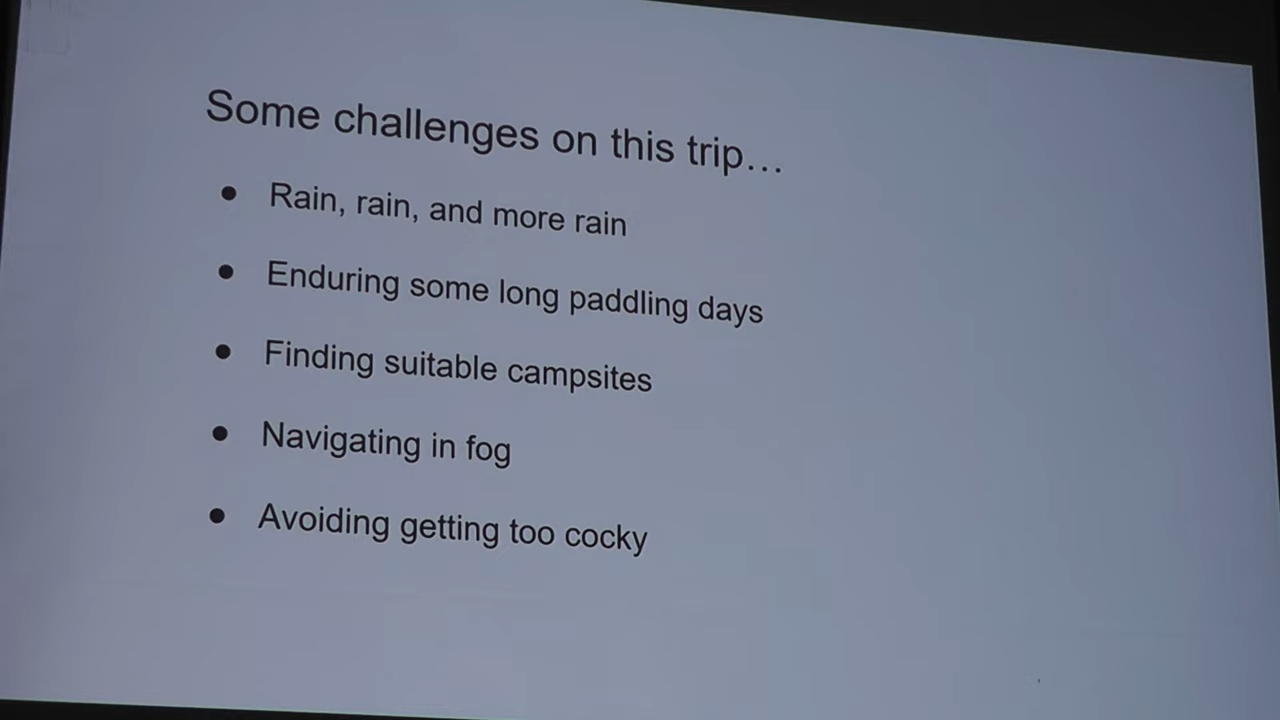 Some challenges on this trip…
● Rain, rain, and more rain
● Enduring some long paddling days
● Finding suitable campsites
● Navigating in fog
● Avoiding getting too cocky